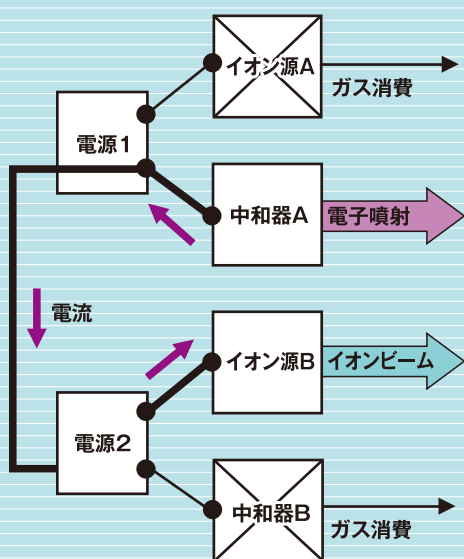 イオン源A
ガス消費
電源1
中和器A
電子噴射
電流
イオン源B
イオンビーム
電源2
中和器B
ガス消費